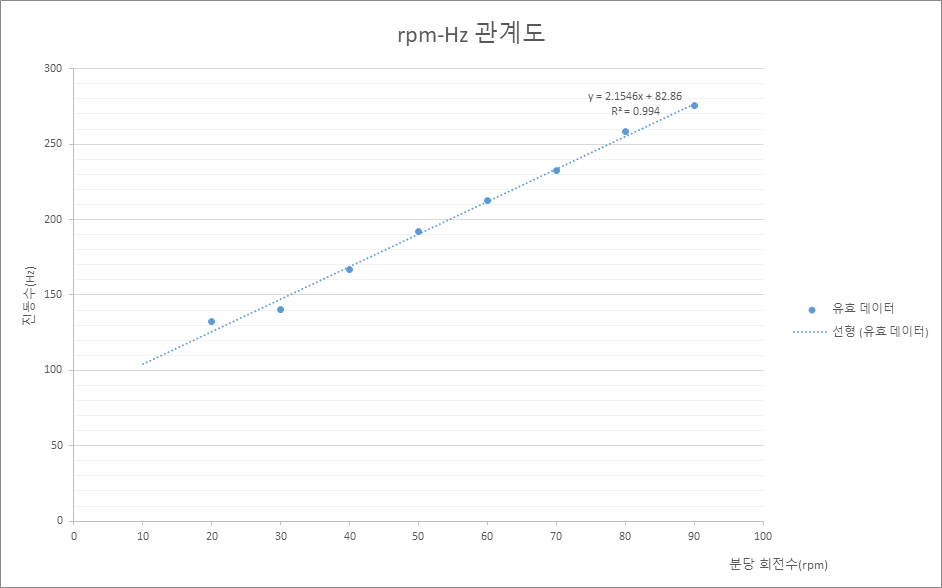 rpm-Hz 관계도
y = 2.1546x + 82.86
R² = 0.994
300
250
200
150
100
50
0
진동수(Hz)
0 10 20 30 40 50 60 70 80 90 100
분당 회전수(rpm)
유효 데이터
선형 (유효 데이터)